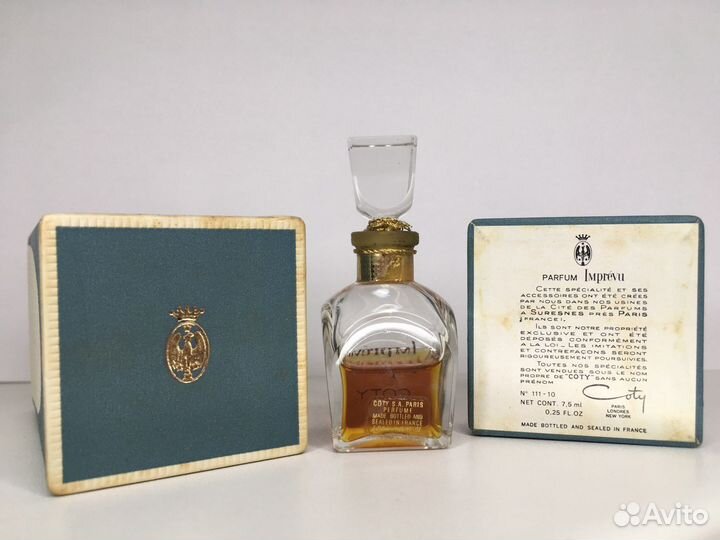 Imprévu
COTY
COTY S.A. PARIS
PERFUME
MADE BOTTLED AND
SEALED IN FRANCE
PARFUM Imprévu
CETTE SPÉCIALITÉ ET SES
ACCESSOIRES ONT ÉTÉ CRÉÉS
PAR NOUS DANS NOS USINES
DE LA CITÉ DES PARFUMS
A SURESNES PRÈS PARIS
(FRANCE).
ILS SONT NOTRE PROPRIÉTÉ
EXCLUSIVE ET ONT ÉTÉ
DÉPOSÉS CONFORMÉMENT
A LA LOI.- LES IMITATIONS
ET CONTREFAÇONS SERONT
RIGOUREUSEMENT POURSUIVIES.
TOUTES NOS SPÉCIALITÉS
SONT VENDUES SOUS LE NOM
PROPRE DE "COTY" SANS AUCUN
PRÉNOM
N° 111-10
NET CONT. 7,5 ml
0.25 FL.OZ
Coty
PARIS
LONDRES
NEW YORK
MADE BOTTLED AND SEALED IN FRANCE
Avito